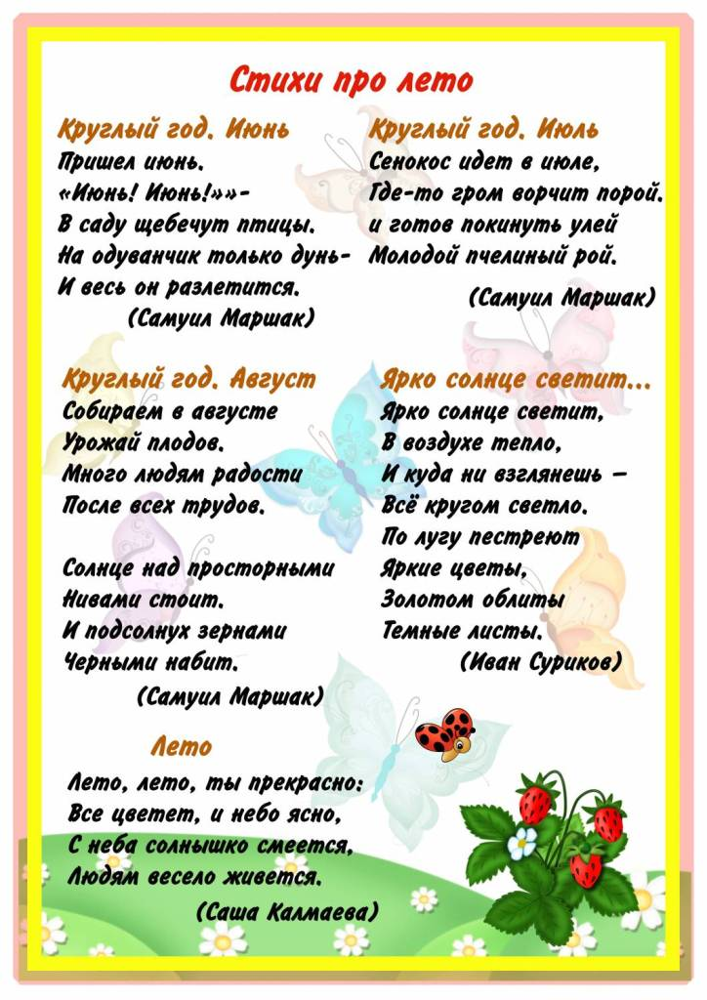 Стихи про лето
Круглый год. Июнь
Пришел июнь.
«Июнь! Июнь!»»-
В саду щебечут птицы.
На одуванчик только дунь-
И весь он разлетится.
(Самуил Маршак)
Круглый год. Июль
Сенокос идет в июле,
Где-то гром ворчит порой.
и готов покинуть улей
Молодой пчелиный рой.
(Самуил Маршак)
Круглый год. Август
Собираем в августе
Урожай плодов.
Много людям радости
После всех трудов.
Солнце над просторными
Нивами стоит.
И подсолнух зернами
Черными набит.
(Самуил Маршак)
Ярко солнце светит...
Ярко солнце светит,
В воздухе тепло,
И куда ни взглянешь –
Всё кругом светло.
По лугу пестреют
Яркие цветы,
Золотом облиты
Темные листы.
(Иван Суриков)
Лето
Лето, лето, ты прекрасно:
Все цветет, и небо ясно,
С неба солнышко смеется,
Людям весело живется.
(Саша Калмаева)